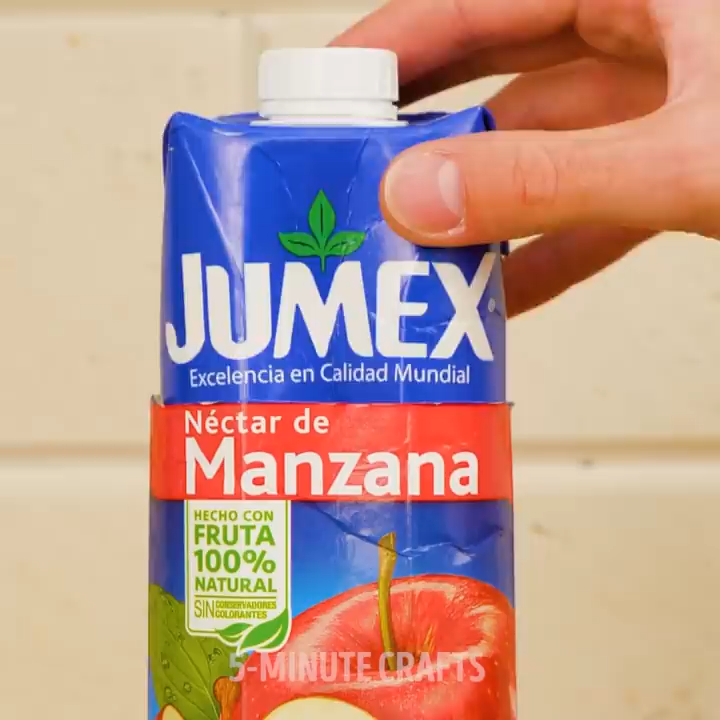 JUMEX
Excelencia en Calidad Mundial
Néctar de
Manzana
HECHO CON
FRUTA
100%
NATURAL
SIN CONSERVADORES
COLORANTES
5-MINUTE CRAFTS